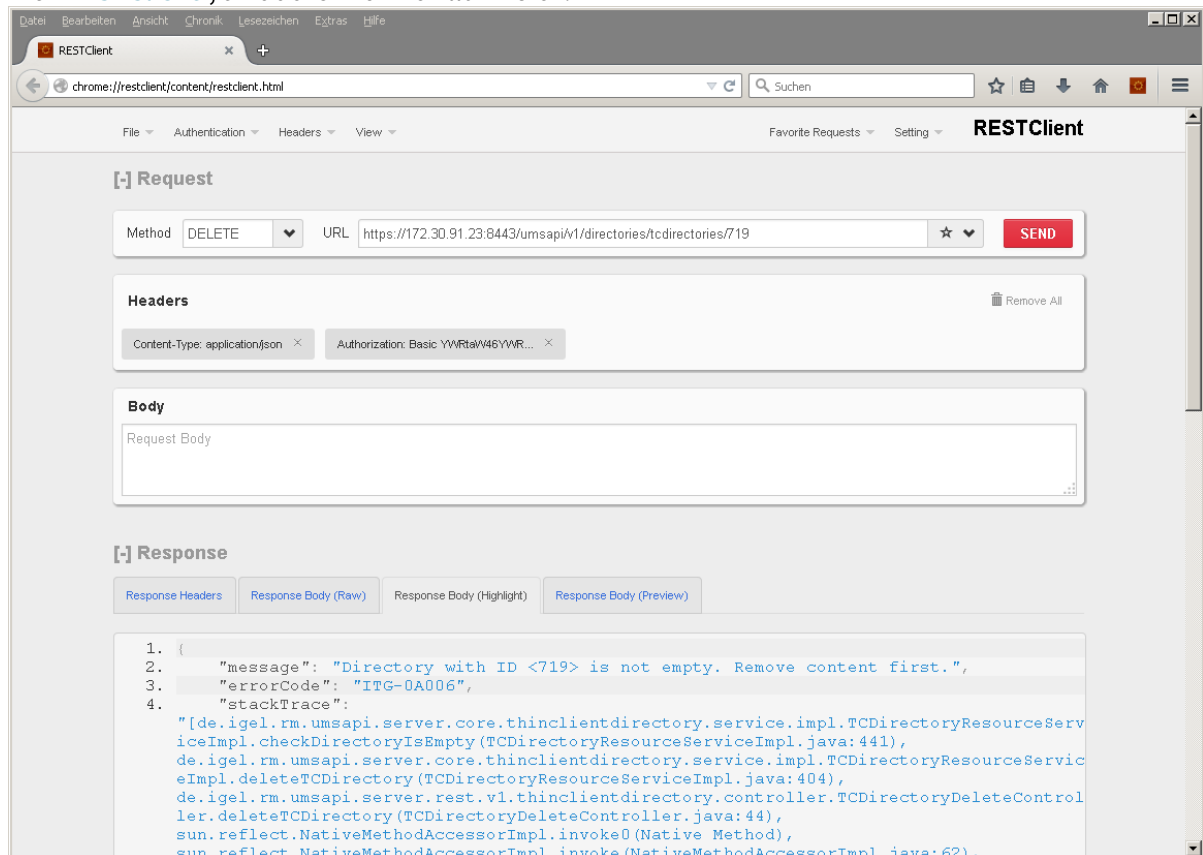 Datei Bearbeiten Ansicht Chronik Lesezeichen Extras Hilfe
RESTClient
chrome://restclient/content/restclient.html
Suchen
File Authentication Headers View Favorite Requests Setting RESTClient
[-] Request
Method DELETE URL https://172.30.91.23:8443/umsapi/v1/directories/tcdirectories/719 SEND
Headers Remove All
Content-Type: application/json × Authorization: Basic YWRtaW46YWR... ×
Body
Request Body
[-] Response
Response Headers Response Body (Raw) Response Body (Highlight) Response Body (Preview)
1. {
2. "message": "Directory with ID <719> is not empty. Remove content first.",
3. "errorCode": "ITG-0A006",
4. "stackTrace":
"[de.igel.rm.umsapi.server.core.thinclientdirectory.service.impl.TCDirectoryResourceServ
iceImpl.checkDirectoryIsEmpty(TCDirectoryResourceServiceImpl.java:441),
de.igel.rm.umsapi.server.core.thinclientdirectory.service.impl.TCDirectoryResourceServic
eImpl.deleteTCDirectory(TCDirectoryResourceServiceImpl.java:404),
de.igel.rm.umsapi.server.rest.v1.thinclientdirectory.controller.TCDirectoryDeleteControl
ler.deleteTCDirectory(TCDirectoryDeleteController.java:44),
sun.reflect.NativeMethodAccessorImpl.invoke0(Native Method),
sun.reflect.NativeMethodAccessorImpl.invoke(NativeMethodAccessorImpl.java:62),